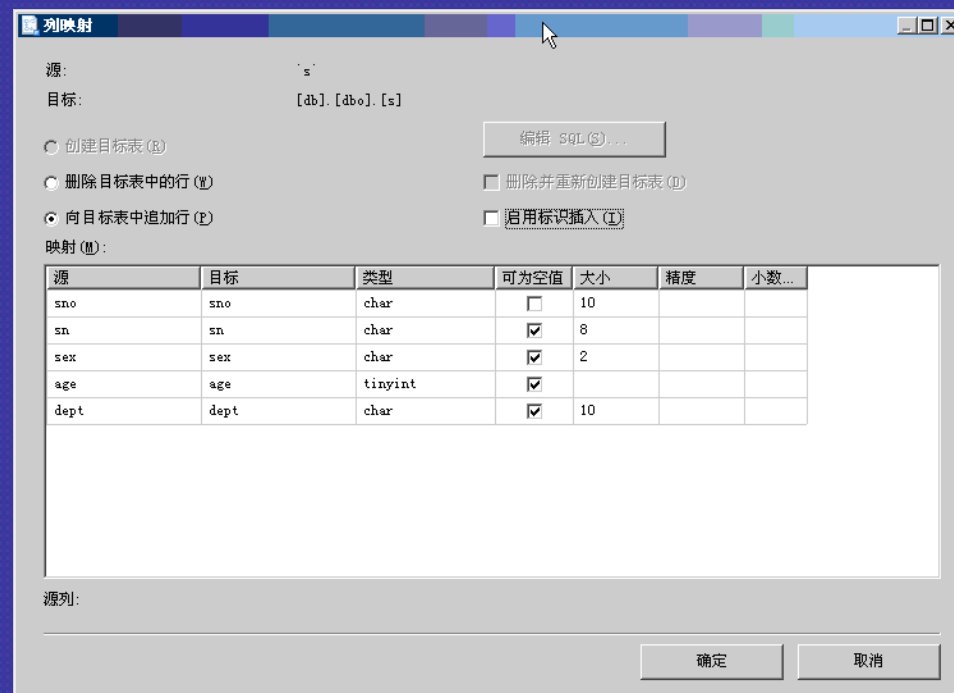 列映射
源: `s`
目标: [db].[dbo].[s]
创建目标表(R) 编辑 SQL(S)...
删除目标表中的行(W) 删除并重新创建目标表(D)
向目标表中追加行(P) 启用标识插入(I)
映射(M):
源 目标 类型 可为空值 大小 精度 小数...
sno sno char 10
sn sn char 8
sex sex char 2
age age tinyint
dept dept char 10
源列:
确定 取消